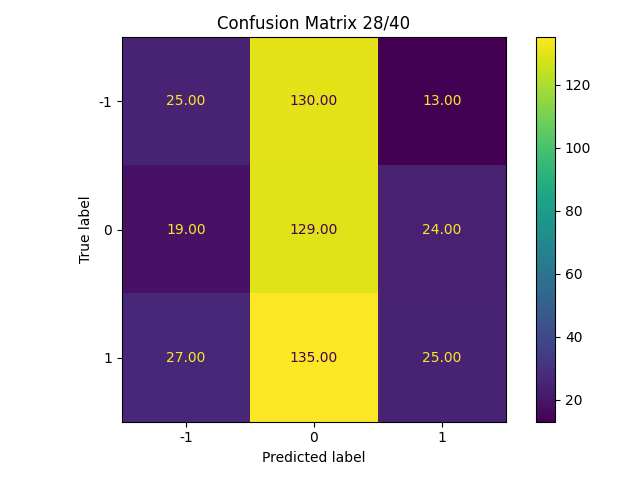 Confusion Matrix 28/40
-1 25.00 130.00 13.00
0 19.00 129.00 24.00
1 27.00 135.00 25.00
-1 0 1
Predicted label
True label
120
100
80
60
40
20